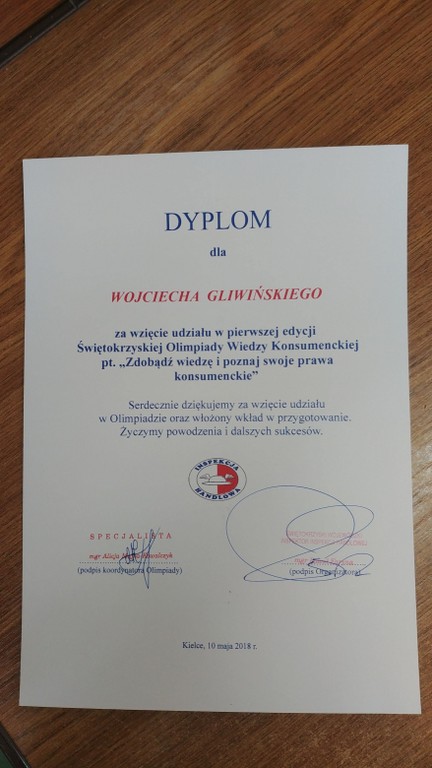 DYPLOM
dla
WOJCIECHA GLIWIŃSKIEGO
za wzięcie udziału w pierwszej edycji
Świętokrzyskiej Olimpiady Wiedzy Konsumenckiej
pt. „Zdobądź wiedzę i poznaj swoje prawa
konsumenckie”
Serdecznie dziękujemy za wzięcie udziału
w Olimpiadzie oraz włożony wkład w przygotowanie.
Życzymy powodzenia i dalszych sukcesów.
INSPEKCJA
HANDLOWA
SPECJALISTA
mgr Alicja
(podpis koordynatora Olimpiady)
(podpis Organizatora)
Kielce, 10 maja 2018 r.